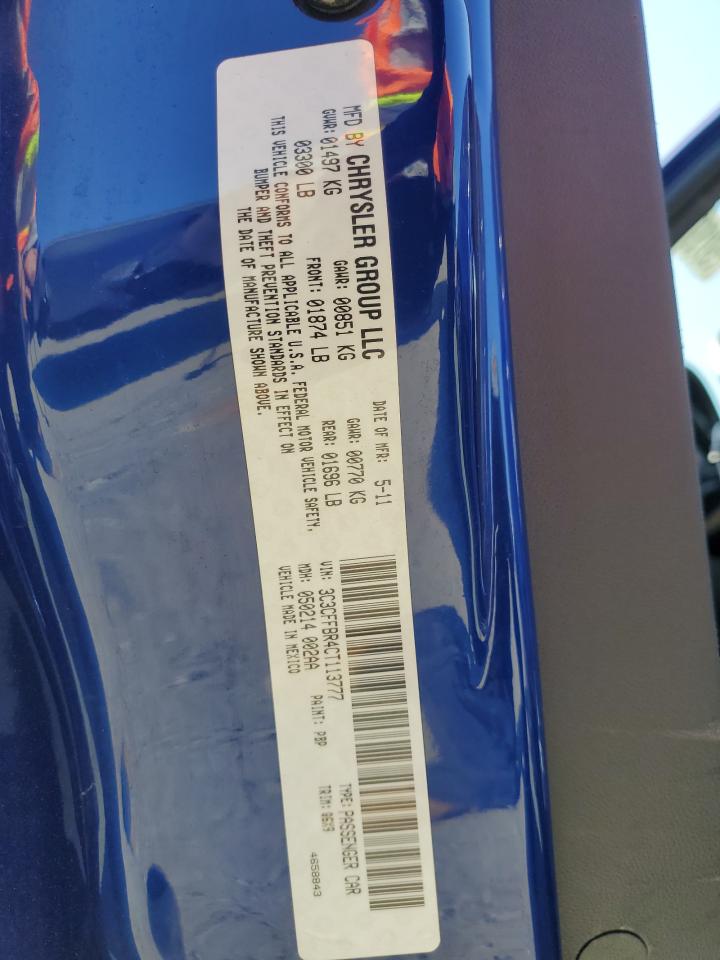 MFD BY CHRYSLER GROUP LLC DATE OF MFR: 5-11
GVWR: 01497 KG GAWR: 00851 KG GAWR: 00770 KG
03300 LB FRONT: 01874 LB REAR: 01696 LB
THIS VEHICLE CONFORMS TO ALL APPLICABLE U.S.A. FEDERAL MOTOR VEHICLE SAFETY,
BUMPER AND THEFT PREVENTION STANDARDS IN EFFECT ON
THE DATE OF MANUFACTURE SHOWN ABOVE.
VIN: 3C3CFFBR4CT113777 TYPE: PASSENGER CAR
MDH: 050214 002AA PAINT: PBP TRIM: 
VEHICLE MADE IN MEXICO 4658843